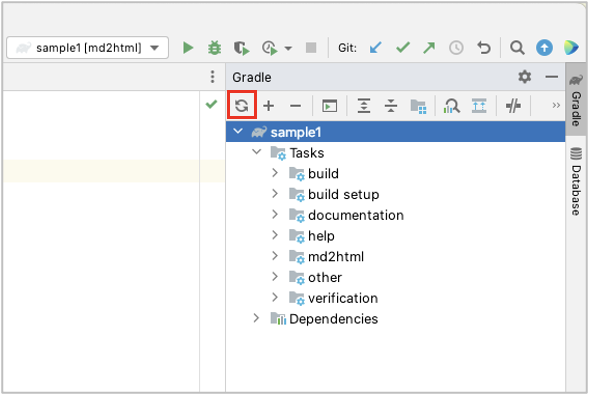 sample1 [md2html]
Git:
Gradle
sample1
Tasks
build
build setup
documentation
help
md2html
other
verification
Dependencies
Gradle
Database